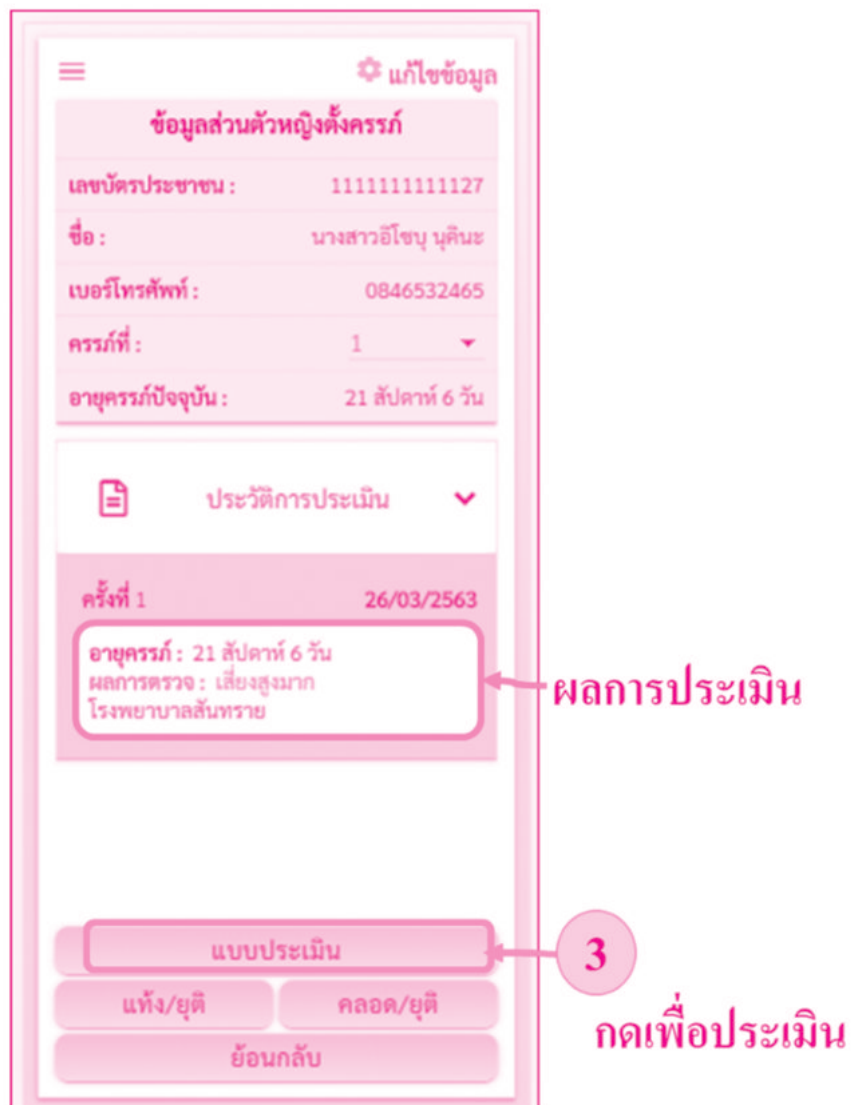 แก้ไขข้อมูล
ข้อมูลส่วนตัวหญิงตั้งครรภ์
เลขบัตรประชาชน : 1111111111127
ชื่อ : นางสาวอิโซบุ นุคินะ
เบอร์โทรศัพท์ : 0846532465
ครรภ์ที่ : 1
อายุครรภ์ปัจจุบัน : 21 สัปดาห์ 6 วัน
ประวัติการประเมิน
ครั้งที่ 1 26/03/2563
อายุครรภ์ : 21 สัปดาห์ 6 วัน
ผลการตรวจ : เสี่ยงสูงมาก
โรงพยาบาลสันทราย
ผลการประเมิน
แบบประเมิน
3
แท้ง/ยุติ คลอด/ยุติ
กดเพื่อประเมิน
ย้อนกลับ